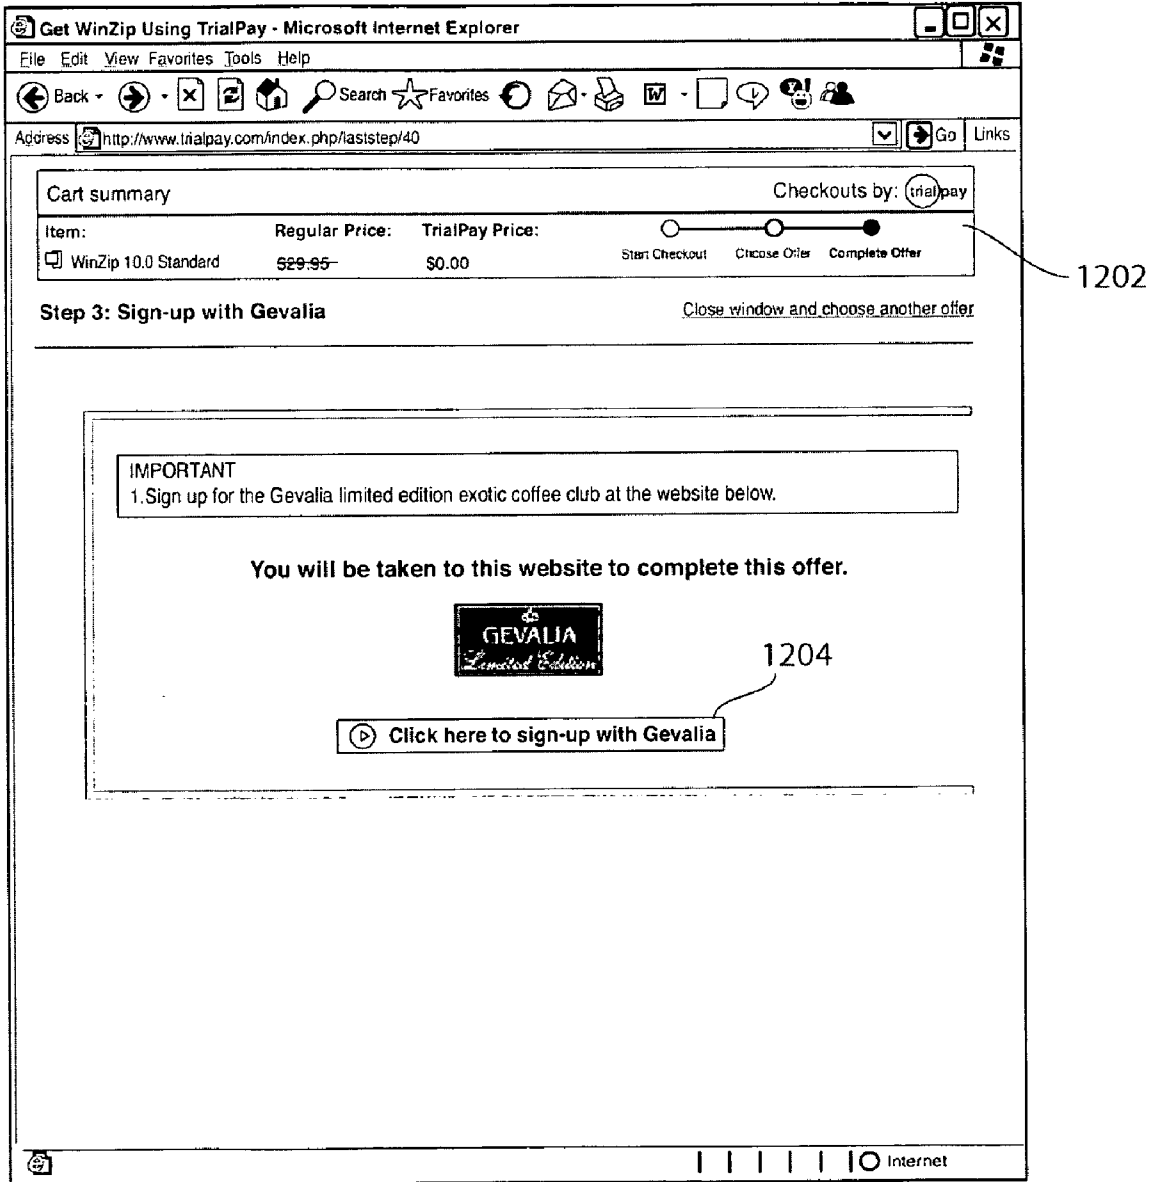 Get WinZip Using TrialPay - Microsoft Internet Explorer
File Edit View Favorites Tools Help
Back Search Favorites W Y!
Address http://www.trialpay.com/index.php/laststep/40 Go Links
Cart summary Checkouts by: trialpay
Item: Regular Price: TrialPay Price:
WinZip 10.0 Standard $29.95 $0.00
Start Checkout Choose Offer Complete Offer
1202
Step 3: Sign-up with Gevalia Close window and choose another offer
IMPORTANT
1.Sign up for the Gevalia limited edition exotic coffee club at the website below.
You will be taken to this website to complete this offer.
GEVALIA
Limited Edition
1204
Click here to sign-up with Gevalia
Internet